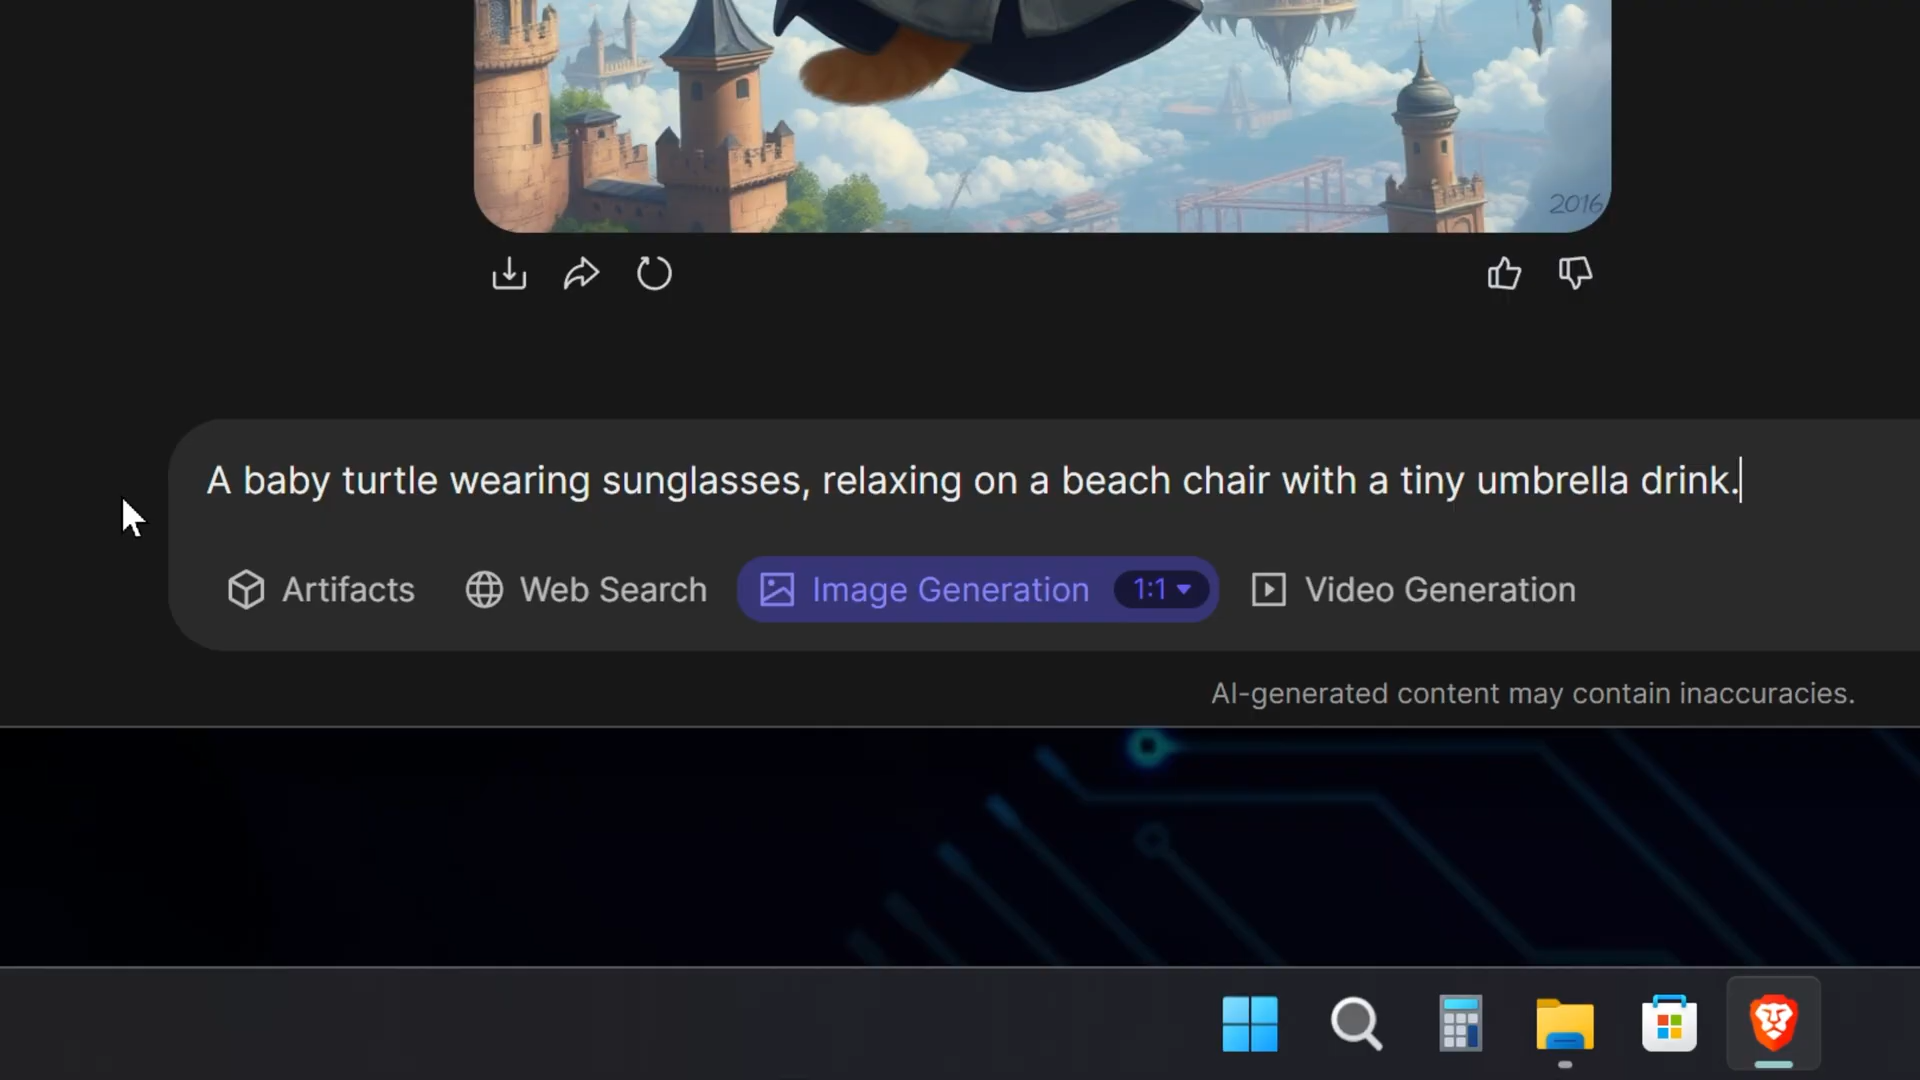 2016
A baby turtle wearing sunglasses, relaxing on a beach chair with a tiny umbrella drink.
Artifacts Web Search Image Generation 1:1 Video Generation
AI-generated content may contain inaccuracies.